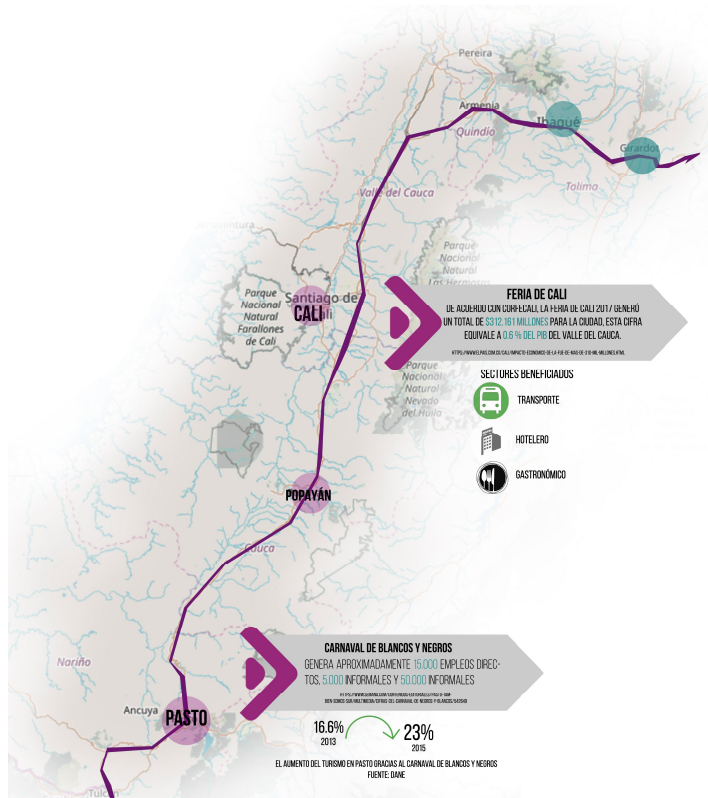 Pereira
Armenia
Ibagué
Quindío
Girardot
Valle del Cauca
Tolima
Parque
Nacional
Natural
Las Hermosas
Parque
Nacional
Natural
Farallones
de Cali
Santiago de
Cali
CALI
FERIA DE CALI
DE ACUERDO CON CORFECALI, LA FERIA DE CALI 2017 GENERÓ
UN TOTAL DE $312.161 MILLONES PARA LA CIUDAD, ESTA CIFRA
EQUIVALE A 0.6 % DEL PIB DEL VALLE DEL CAUCA.
Parque
Nacional
Natural
Nevado
del Huila
SECTORES BENEFICIADOS
TRANSPORTE
HOTELERO
GASTRONÓMICO
POPAYÁN
Cauca
CARNAVAL DE BLANCOS Y NEGROS
GENERA APROXIMADAMENTE 15.000 EMPLEOS DIREC-
TOS, 5.000 INFORMALES Y 50.000 INFORMALES
Nariño
Ancuya
PASTO
16.6%
2013
23%
2015
EL AUMENTO DEL TURISMO EN PASTO GRACIAS AL CARNAVAL DE BLANCOS Y NEGROS
FUENTE: DANE
Tulcán